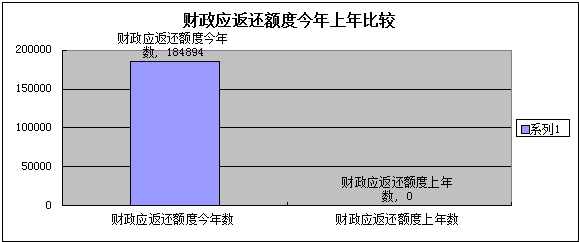 财政应返还额度今年上年比较
财政应返还额度今年
数, 184894
200000
150000
100000
50000
0
财政应返还额度上年
数, 0
财政应返还额度今年数
财政应返还额度上年数
系列1